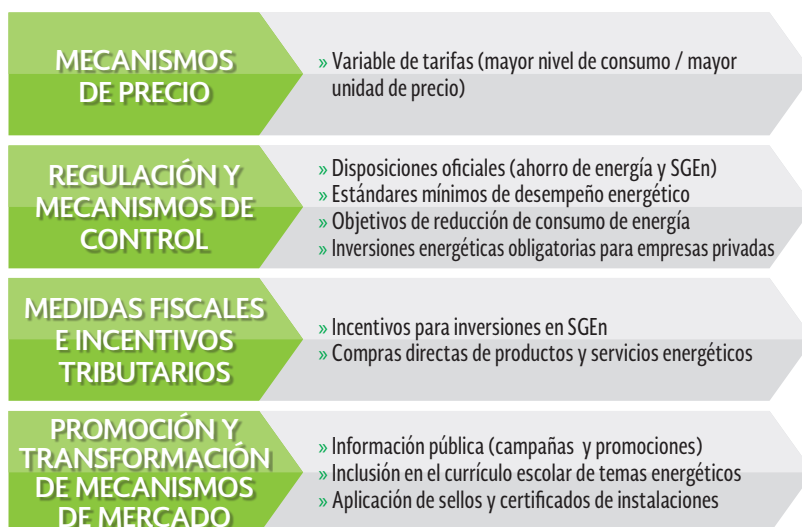 MECANISMOS
DE PRECIO
» Variable de tarifas (mayor nivel de consumo / mayor
unidad de precio)
REGULACIÓN Y
MECANISMOS DE
CONTROL
» Disposiciones oficiales (ahorro de energía y SGEn)
» Estándares mínimos de desempeño energético
» Objetivos de reducción de consumo de energía
» Inversiones energéticas obligatorias para empresas privadas
MEDIDAS FISCALES
E INCENTIVOS
TRIBUTARIOS
» Incentivos para inversiones en SGEn
» Compras directas de productos y servicios energéticos
PROMOCIÓN Y
TRANSFORMACIÓN
DE MECANISMOS
DE MERCADO
» Información pública (campañas y promociones)
» Inclusión en el currículo escolar de temas energéticos
» Aplicación de sellos y certificados de instalaciones